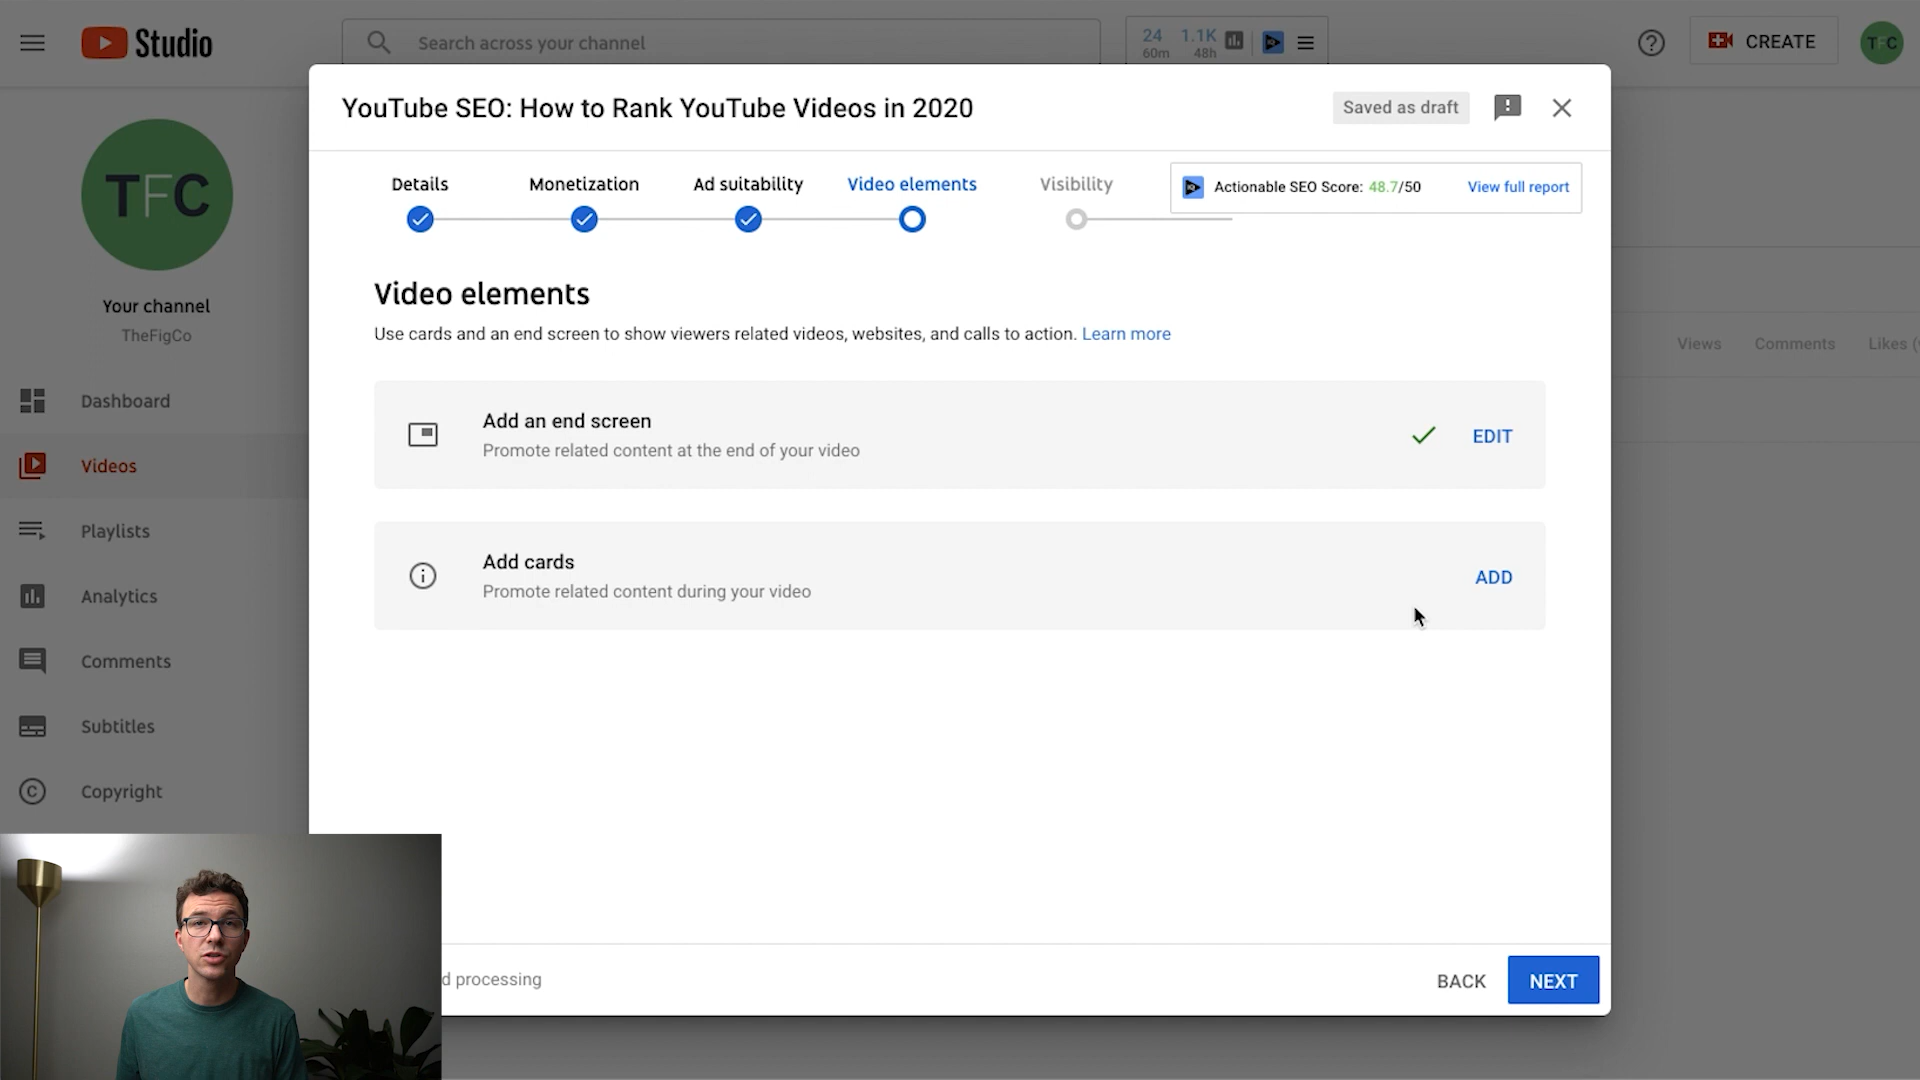 Studio
Search across your channel
24
60m
1.1K
48h
CREATE
TFC
YouTube SEO: How to Rank YouTube Videos in 2020
Saved as draft
Details
Monetization
Ad suitability
Video elements
Visibility
Actionable SEO Score: 48.7/50
View full report
TFC
Your channel
TheFigCo
Dashboard
Videos
Playlists
Analytics
Comments
Subtitles
Copyright
Video elements
Use cards and an end screen to show viewers related videos, websites, and calls to action. Learn more
Add an end screen
Promote related content at the end of your video
EDIT
Add cards
Promote related content during your video
ADD
Views
Comments
Likes (
d processing
BACK
NEXT